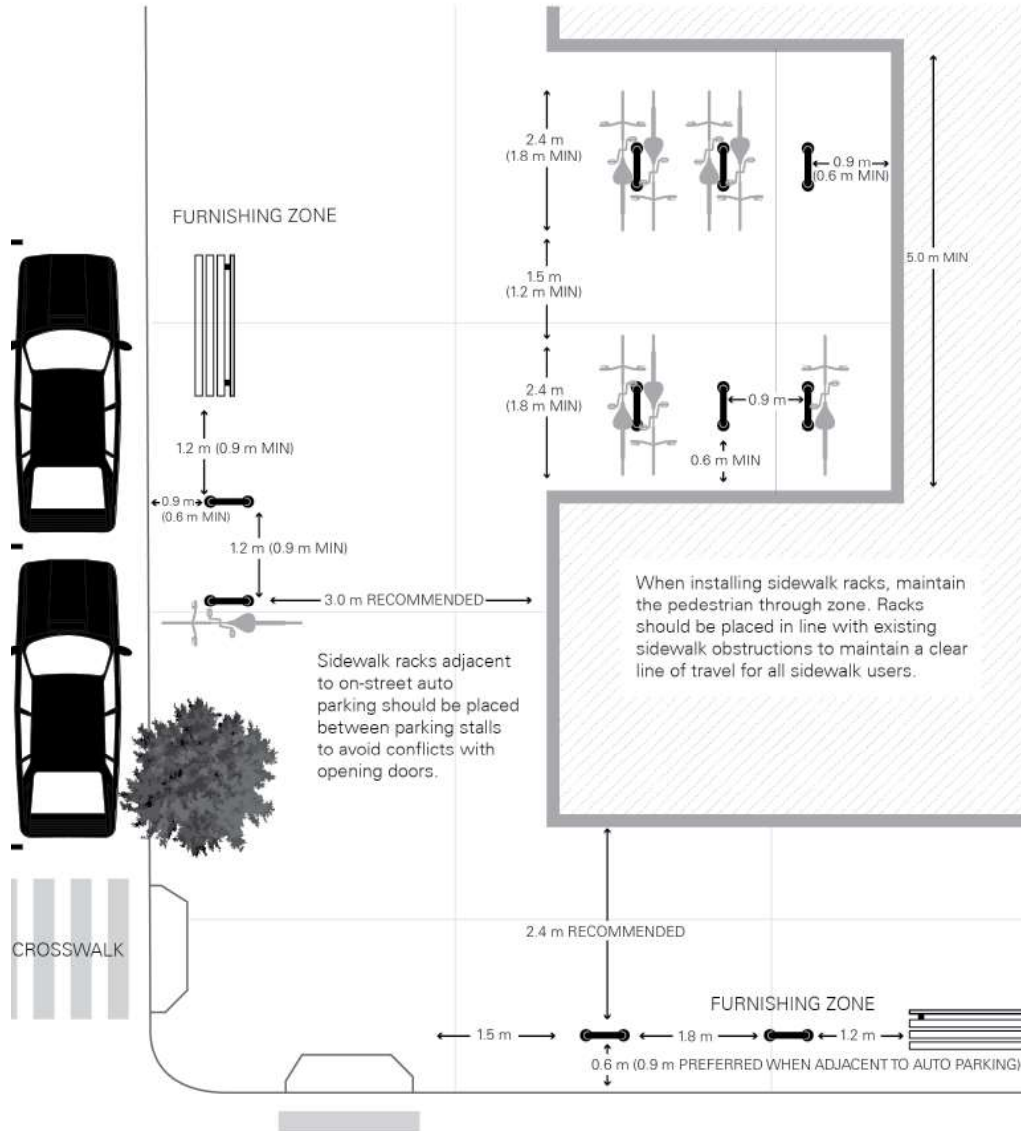 2.4 m
(1.8 m MIN)
0.9 m
(0.6 m MIN)
FURNISHING ZONE
5.0 m MIN
1.5 m
(1.2 m MIN)
2.4 m
(1.8 m MIN)
0.9 m
1.2 m (0.9 m MIN)
0.6 m MIN
0.9 m
(0.6 m MIN)
1.2 m (0.9 m MIN)
3.0 m RECOMMENDED
When installing sidewalk racks, maintain
the pedestrian through zone. Racks
should be placed in line with existing
sidewalk obstructions to maintain a clear
line of travel for all sidewalk users.
Sidewalk racks adjacent
to on-street auto
parking should be placed
between parking stalls
to avoid conflicts with
opening doors.
2.4 m RECOMMENDED
CROSSWALK
FURNISHING ZONE
1.5 m
1.8 m
1.2 m
0.6 m (0.9 m PREFERRED WHEN ADJACENT TO AUTO PARKING)